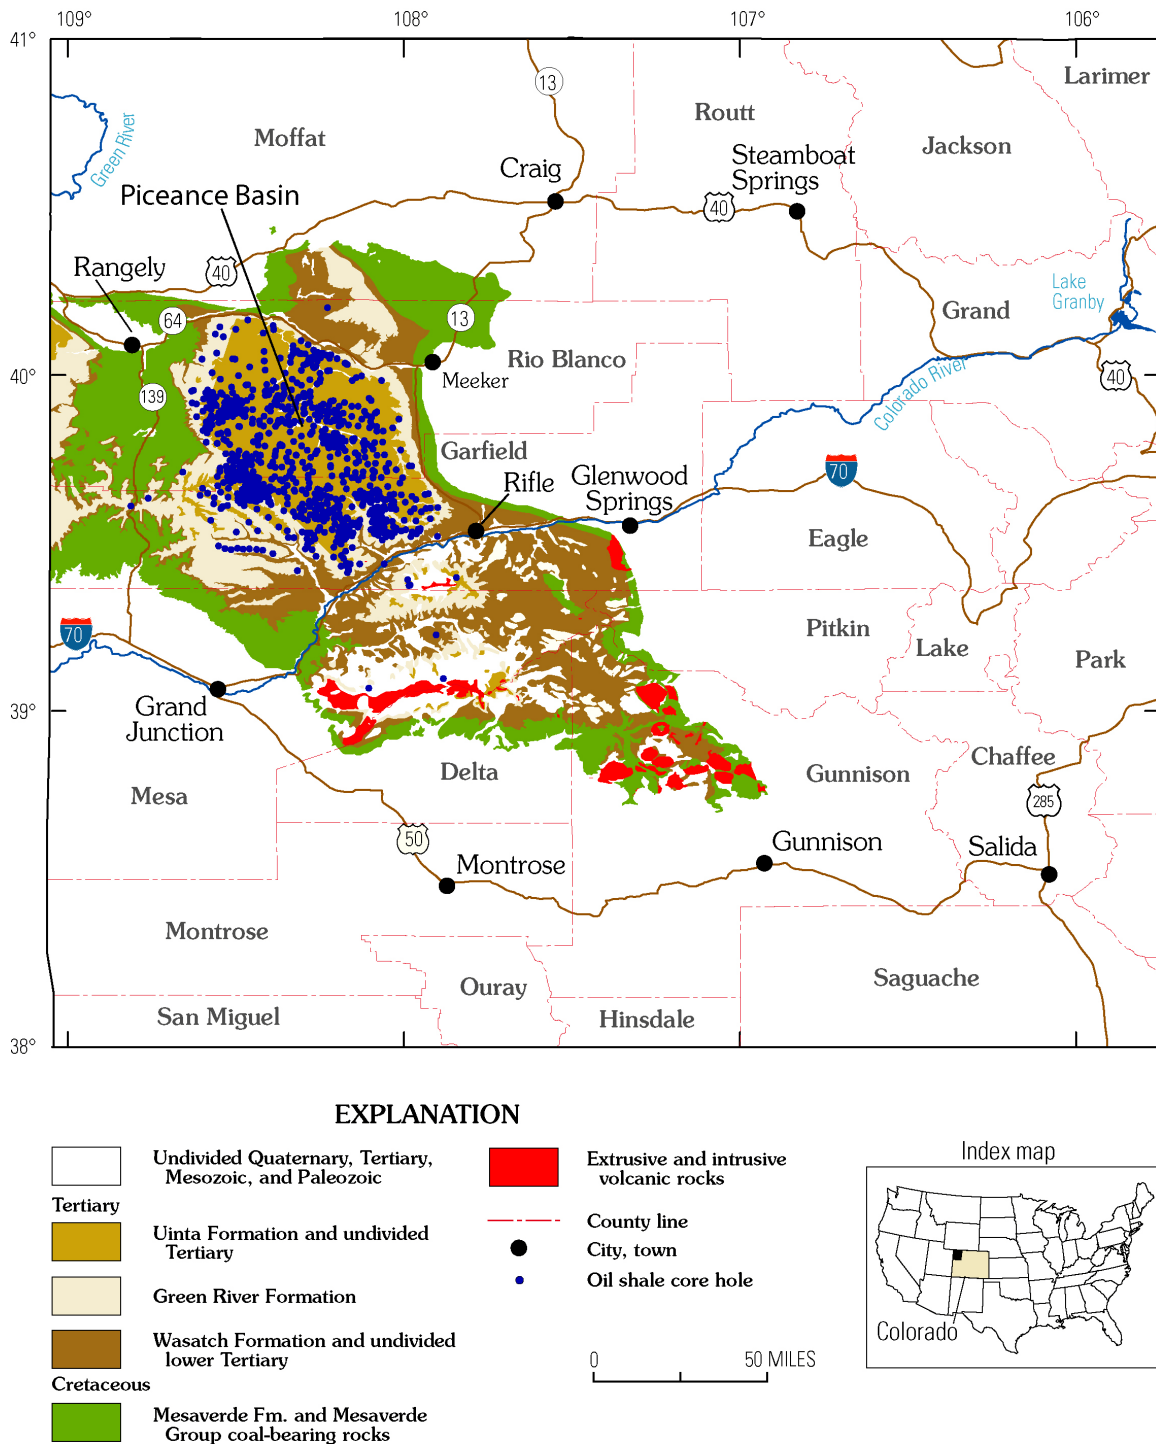 109°
108°
107°
106°
41°
13
Larimer
Routt
Moffat
Green River
Jackson
Steamboat
Springs
Craig
Piceance Basin
40
Rangely
40
Lake
Granby
64
13
Grand
40°
Rio Blanco
Meeker
40
139
Colorado River
Garfield
70
Rifle
Glenwood
Springs
Eagle
70
Pitkin
Lake
Park
39°
Grand
Junction
Chaffee
Delta
Gunnison
Mesa
285
50
Gunnison
Salida
Montrose
Montrose
Saguache
Ouray
San Miguel
Hinsdale
38°
EXPLANATION
Undivided Quaternary, Tertiary,
Mesozoic, and Paleozoic
Tertiary
Uinta Formation and undivided
Tertiary
Green River Formation
Wasatch Formation and undivided
lower Tertiary
Cretaceous
Mesaverde Fm. and Mesaverde
Group coal-bearing rocks
Extrusive and intrusive
volcanic rocks
County line
City, town
Oil shale core hole
0 50 MILES
Index map
Colorado